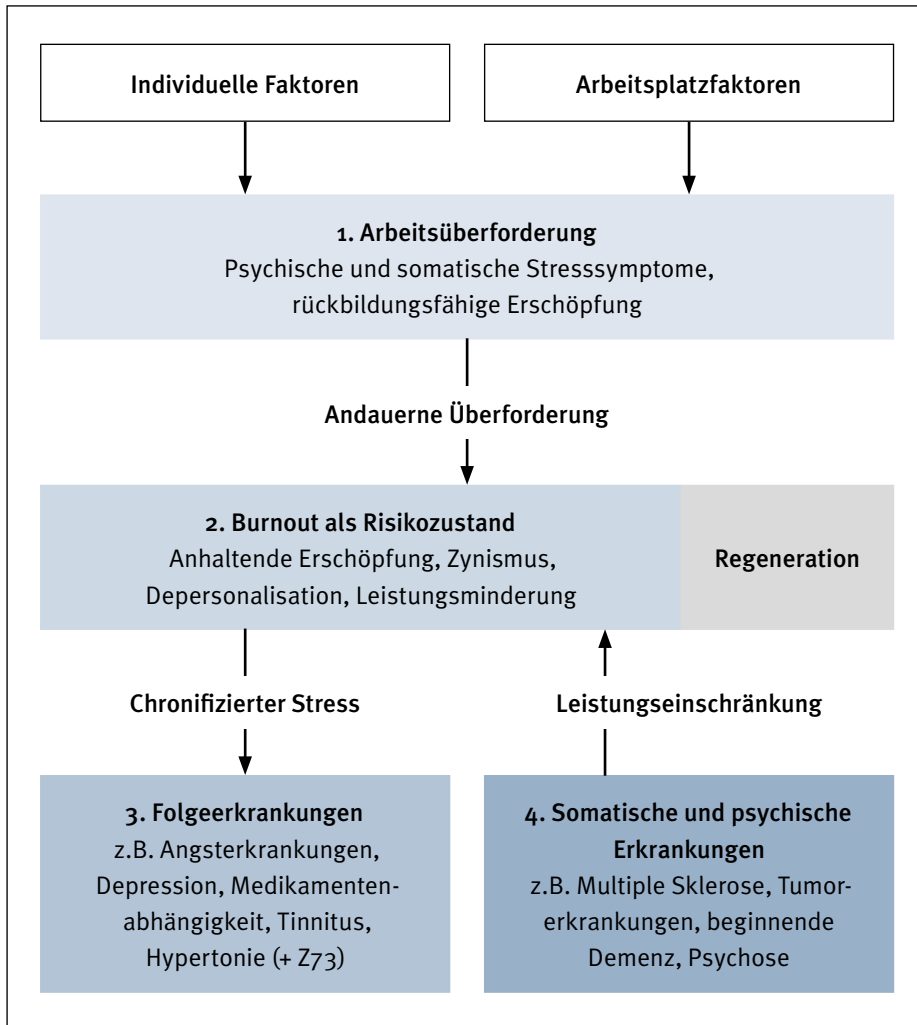 Individuelle Faktoren
Arbeitsplatzfaktoren
1. Arbeitsüberforderung
Psychische und somatische Stresssymptome,
rückbildungsfähige Erschöpfung
Andauerne Überforderung
2. Burnout als Risikozustand
Anhaltende Erschöpfung, Zynismus,
Depersonalisation, Leistungsminderung
Regeneration
Chronifizierter Stress
Leistungseinschränkung
3. Folgeerkrankungen
z.B. Angsterkrankungen,
Depression, Medikamenten-
abhängigkeit, Tinnitus,
Hypertonie (+ Z73)
4. Somatische und psychische
Erkrankungen
z.B. Multiple Sklerose, Tumor-
erkrankungen, beginnende
Demenz, Psychose